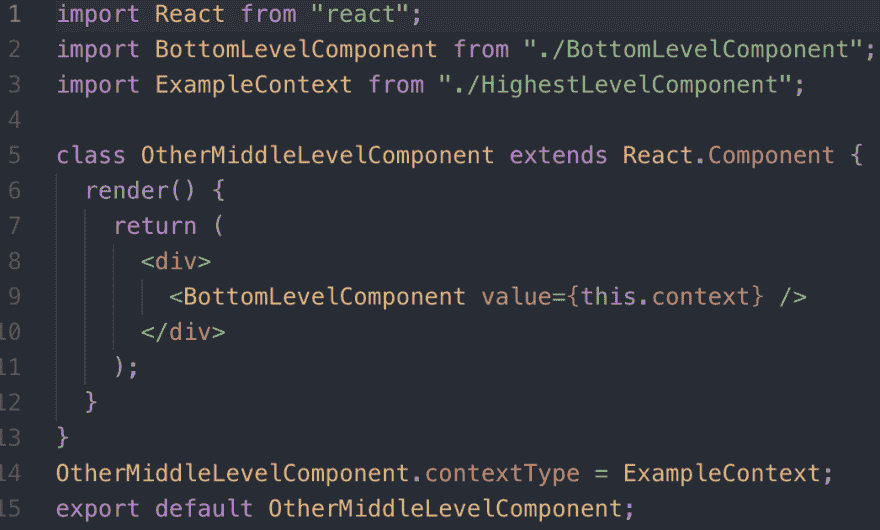 1 import React from "react";
2 import BottomLevelComponent from "./BottomLevelComponent";
3 import ExampleContext from "./HighestLevelComponent";
4
5 class OtherMiddleLevelComponent extends React.Component {
6 render() {
7 return (
8 <div>
9 <BottomLevelComponent value={this.context} />
10 </div>
11 );
12 }
13 }
14 OtherMiddleLevelComponent.contextType = ExampleContext;
15 export default OtherMiddleLevelComponent;